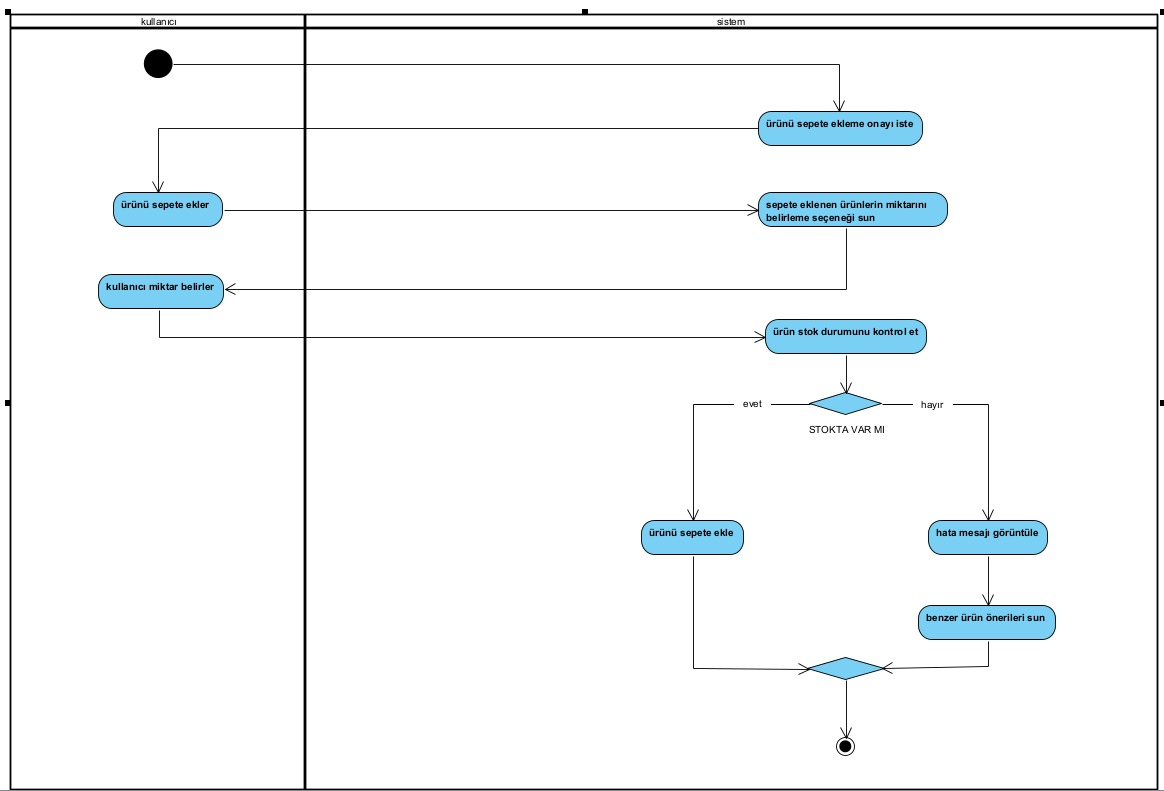 kullanıcı
sistem
ürünü sepete ekleme onayı iste
ürünü sepete ekler
sepete eklenen ürünlerin miktarını
belirleme seçeneği sun
kullanıcı miktar belirler
ürün stok durumunu kontrol et
evet
hayır
STOKTA VAR MI
ürünü sepete ekle
hata mesajı görüntüle
benzer ürün önerileri sun